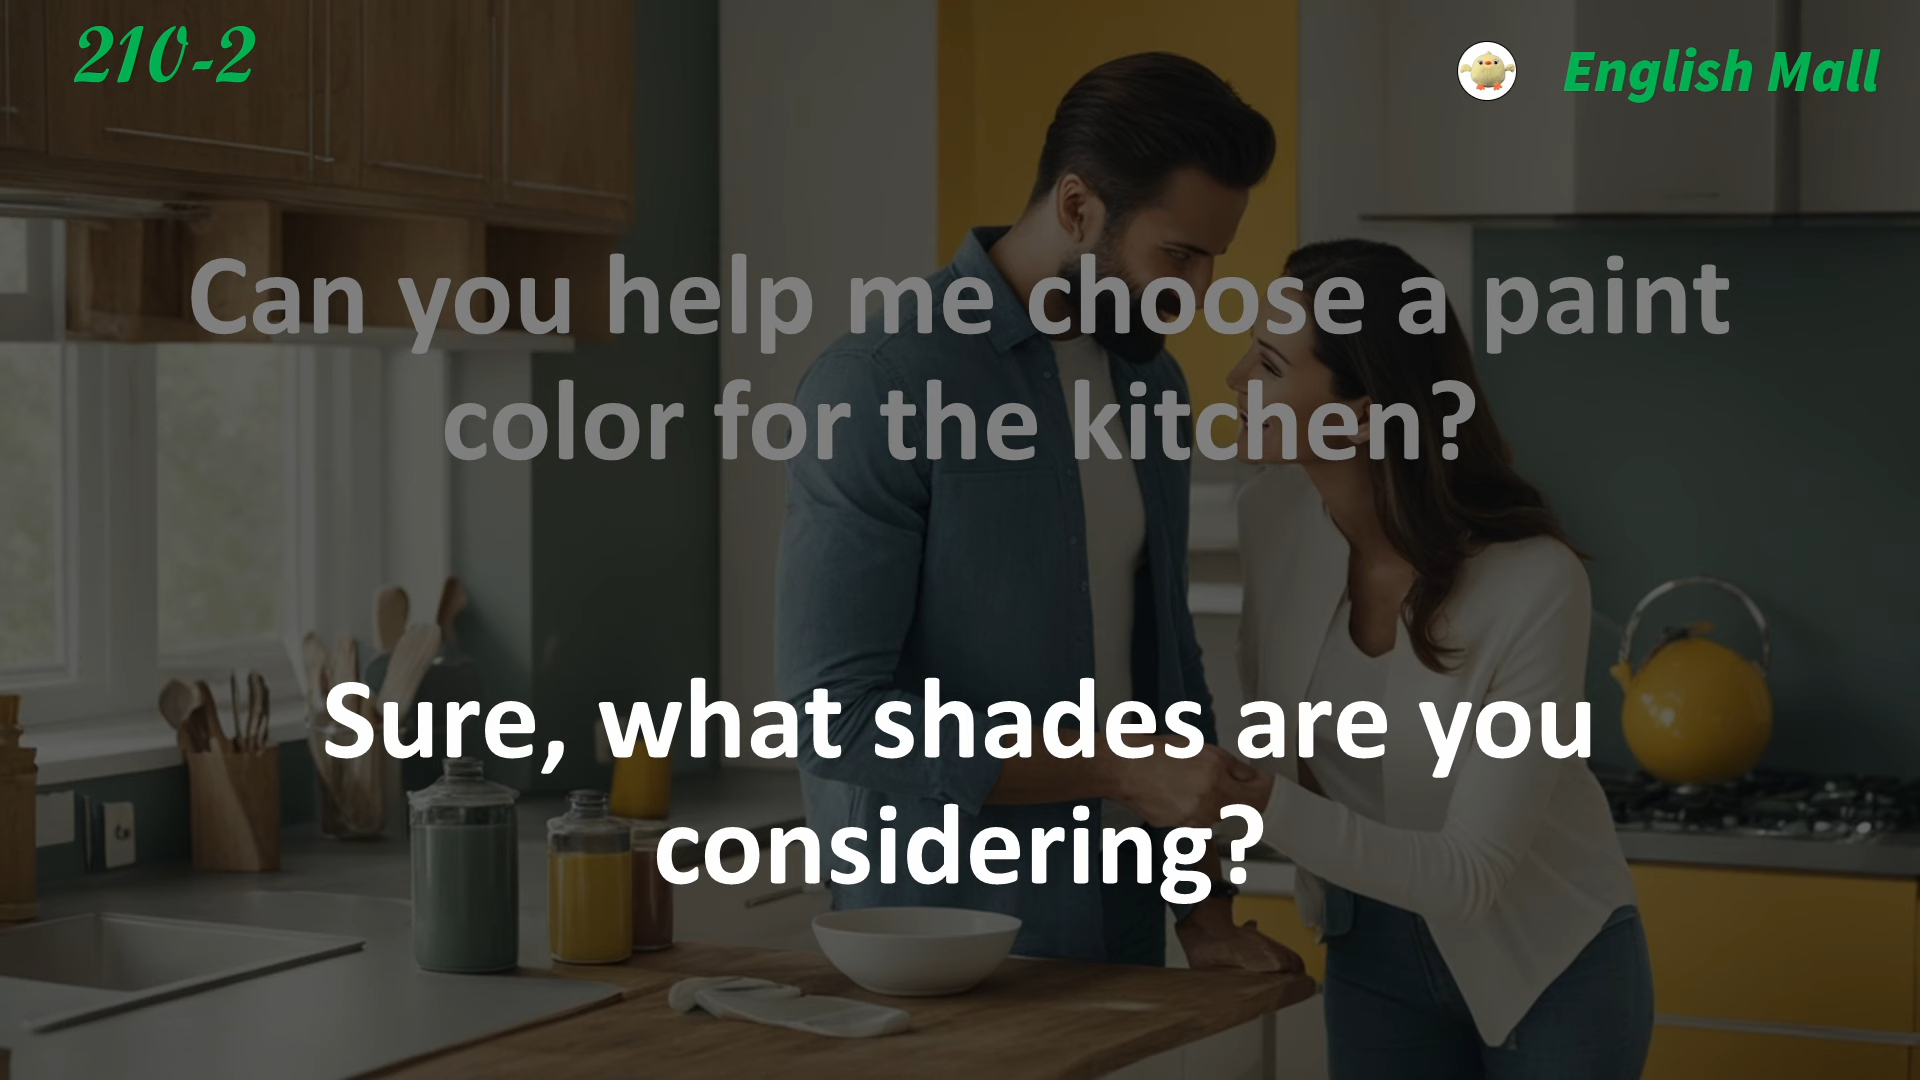 210-2
English Mall
Can you help me choose a paint
color for the kitchen?
Sure, what shades are you
considering?